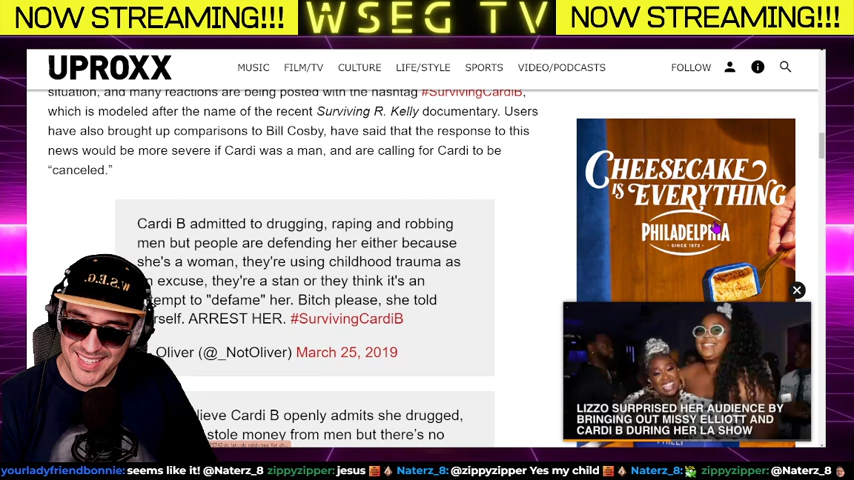 NOW STREAMING!!! WSEG TV NOW STREAMING!!!
UPROXX MUSIC FILM/TV CULTURE LIFE/STYLE SPORTS VIDEO/PODCASTS FOLLOW
situation, and many reactions are being posted with the hashtag #SurvivingCardiB,
which is modeled after the name of the recent Surviving R. Kelly documentary. Users
have also brought up comparisons to Bill Cosby, have said that the response to this
news would be more severe if Cardi was a man, and are calling for Cardi to be
“canceled.”
Cardi B admitted to drugging, raping and robbing
men but people are defending her either because
she's a woman, they're using childhood trauma as
n excuse, they're a stan or they think it's an
tempt to "defame" her. Bitch please, she told
rself. ARREST HER. #SurvivingCardiB
Oliver (@_NotOliver) March 25, 2019
lieve Cardi B openly admits she drugged,
stole money from men but there's no
CHEESECAKE
IS EVERYTHING
PHILADELPHIA
SINCE 1872
LIZZO SURPRISED HER AUDIENCE BY
BRINGING OUT MISSY ELLIOTT AND
CARDI B DURING HER LA SHOW
W.S.E.G.
yourladyfriendbonnie: seems like it! @Naterz_8 zippyzipper: jesus Naterz_8: @zippyzipper Yes my child Naterz_8: zippyzipper: @Naterz_8